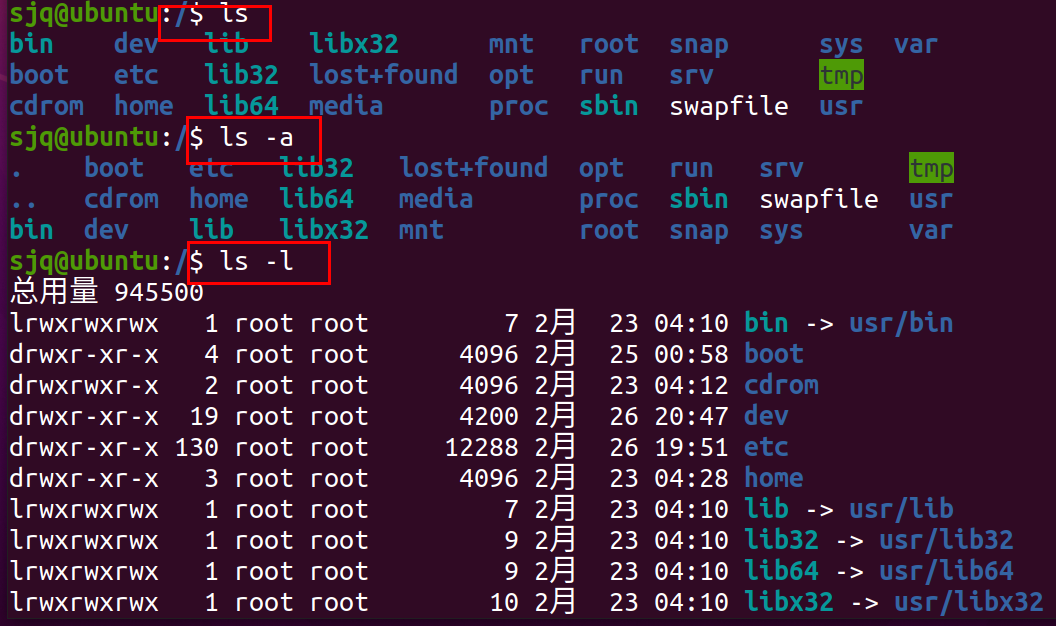 sjq@ubuntu:/$ ls
bin    dev   lib    libx32      mnt   root  snap      sys  var
boot   etc   lib32  lost+found  opt   run   srv       tmp
cdrom  home  lib64  media       proc  sbin  swapfile  usr
sjq@ubuntu:/$ ls -a
.    boot   etc   lib32   lost+found  opt   run   srv       tmp
..   cdrom  home  lib64   media       proc  sbin  swapfile  usr
bin  dev    lib   libx32  mnt         root  snap  sys       var
sjq@ubuntu:/$ ls -l
总用量 945500
lrwxrwxrwx   1 root root         7 2月  23 04:10 bin -> usr/bin
drwxr-xr-x   4 root root      4096 2月  25 00:58 boot
drwxrwxr-x   2 root root      4096 2月  23 04:12 cdrom
drwxr-xr-x  19 root root      4200 2月  26 20:47 dev
drwxr-xr-x 130 root root     12288 2月  26 19:51 etc
drwxr-xr-x   3 root root      4096 2月  23 04:28 home
lrwxrwxrwx   1 root root         7 2月  23 04:10 lib -> usr/lib
lrwxrwxrwx   1 root root         9 2月  23 04:10 lib32 -> usr/lib32
lrwxrwxrwx   1 root root         9 2月  23 04:10 lib64 -> usr/lib64
lrwxrwxrwx   1 root root        10 2月  23 04:10 libx32 -> usr/libx32